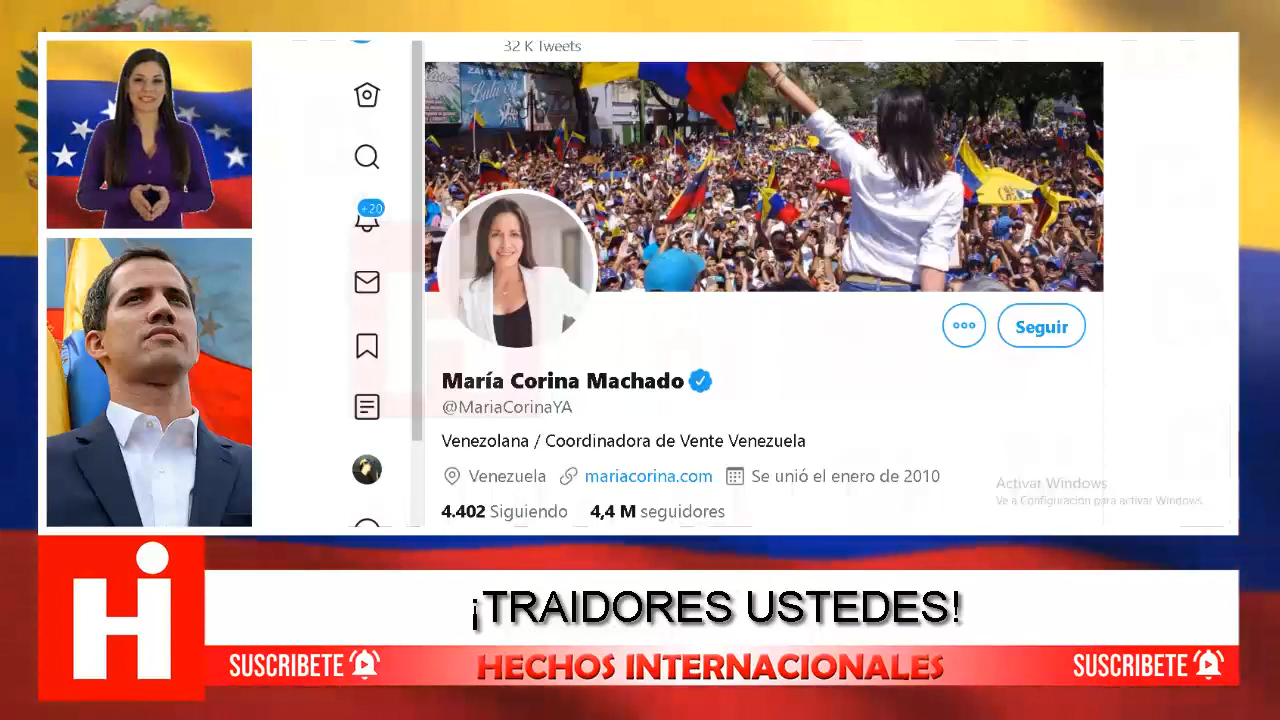 32 K Tweets
+20
Seguir
María Corina Machado
@MariaCorinaYA
Venezolana / Coordinadora de Vente Venezuela
Venezuela mariacorina.com Se unió el enero de 2010
4.402 Siguiendo 4,4 M seguidores
Activar Windows
Ve a Configuración para activar Windows.
Hi
¡TRAIDORES USTEDES!
SUSCRIBETE HECHOS INTERNACIONALES SUSCRIBETE